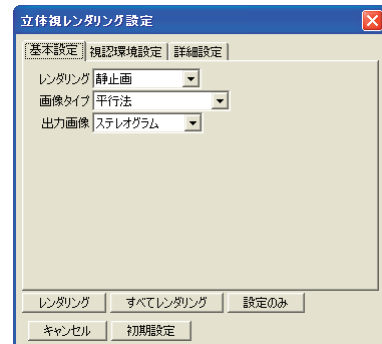 立体視レンダリング設定
基本設定 視認環境設定 詳細設定
レンダリング 静止画
画像タイプ 平行法
出力画像 ステレオグラム
レンダリング すべてレンダリング 設定のみ
キャンセル 初期設定